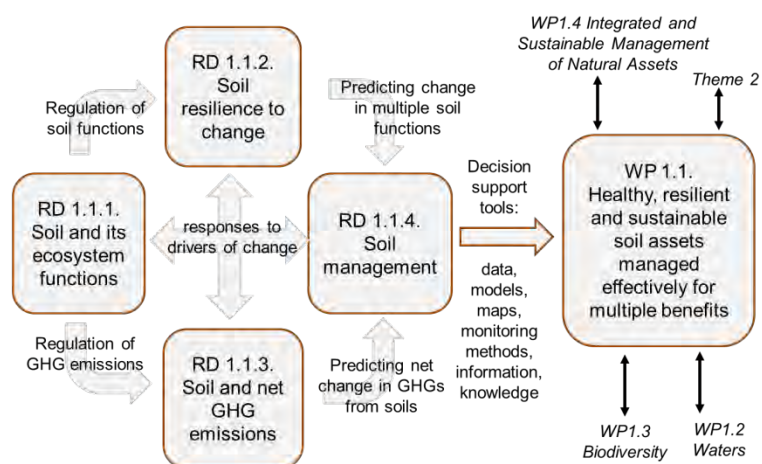 WP1.4 Integrated and
Sustainable Management
of Natural Assets
Theme 2
RD 1.1.2.
Soil
resilience to
change
Regulation of
soil functions
Predicting change
in multiple soil
functions
Decision
support
tools:
RD 1.1.1.
Soil and its
ecosystem
functions
responses to
drivers of change
RD 1.1.4.
Soil
management
WP 1.1.
Healthy, resilient
and sustainable
soil assets
managed
effectively for
multiple benefits
data,
models,
maps,
monitoring
methods,
information,
knowledge
Regulation of
GHG emissions
RD 1.1.3.
Soil and net
GHG
emissions
Predicting net
change in GHGs
from soils
WP1.3
Biodiversity
WP1.2
Waters